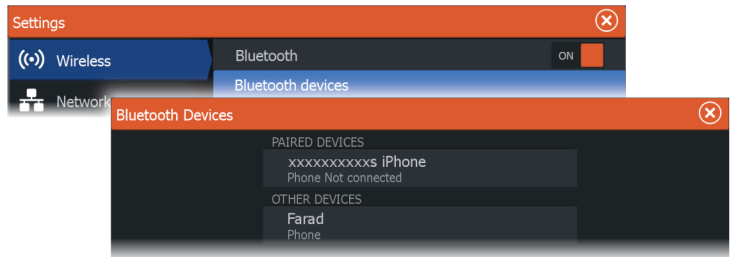 Settings
Wireless
Bluetooth
ON
Bluetooth devices
Network
Bluetooth Devices
PAIRED DEVICES
xxxxxxxxxxs iPhone
Phone Not connected
OTHER DEVICES
Farad
Phone